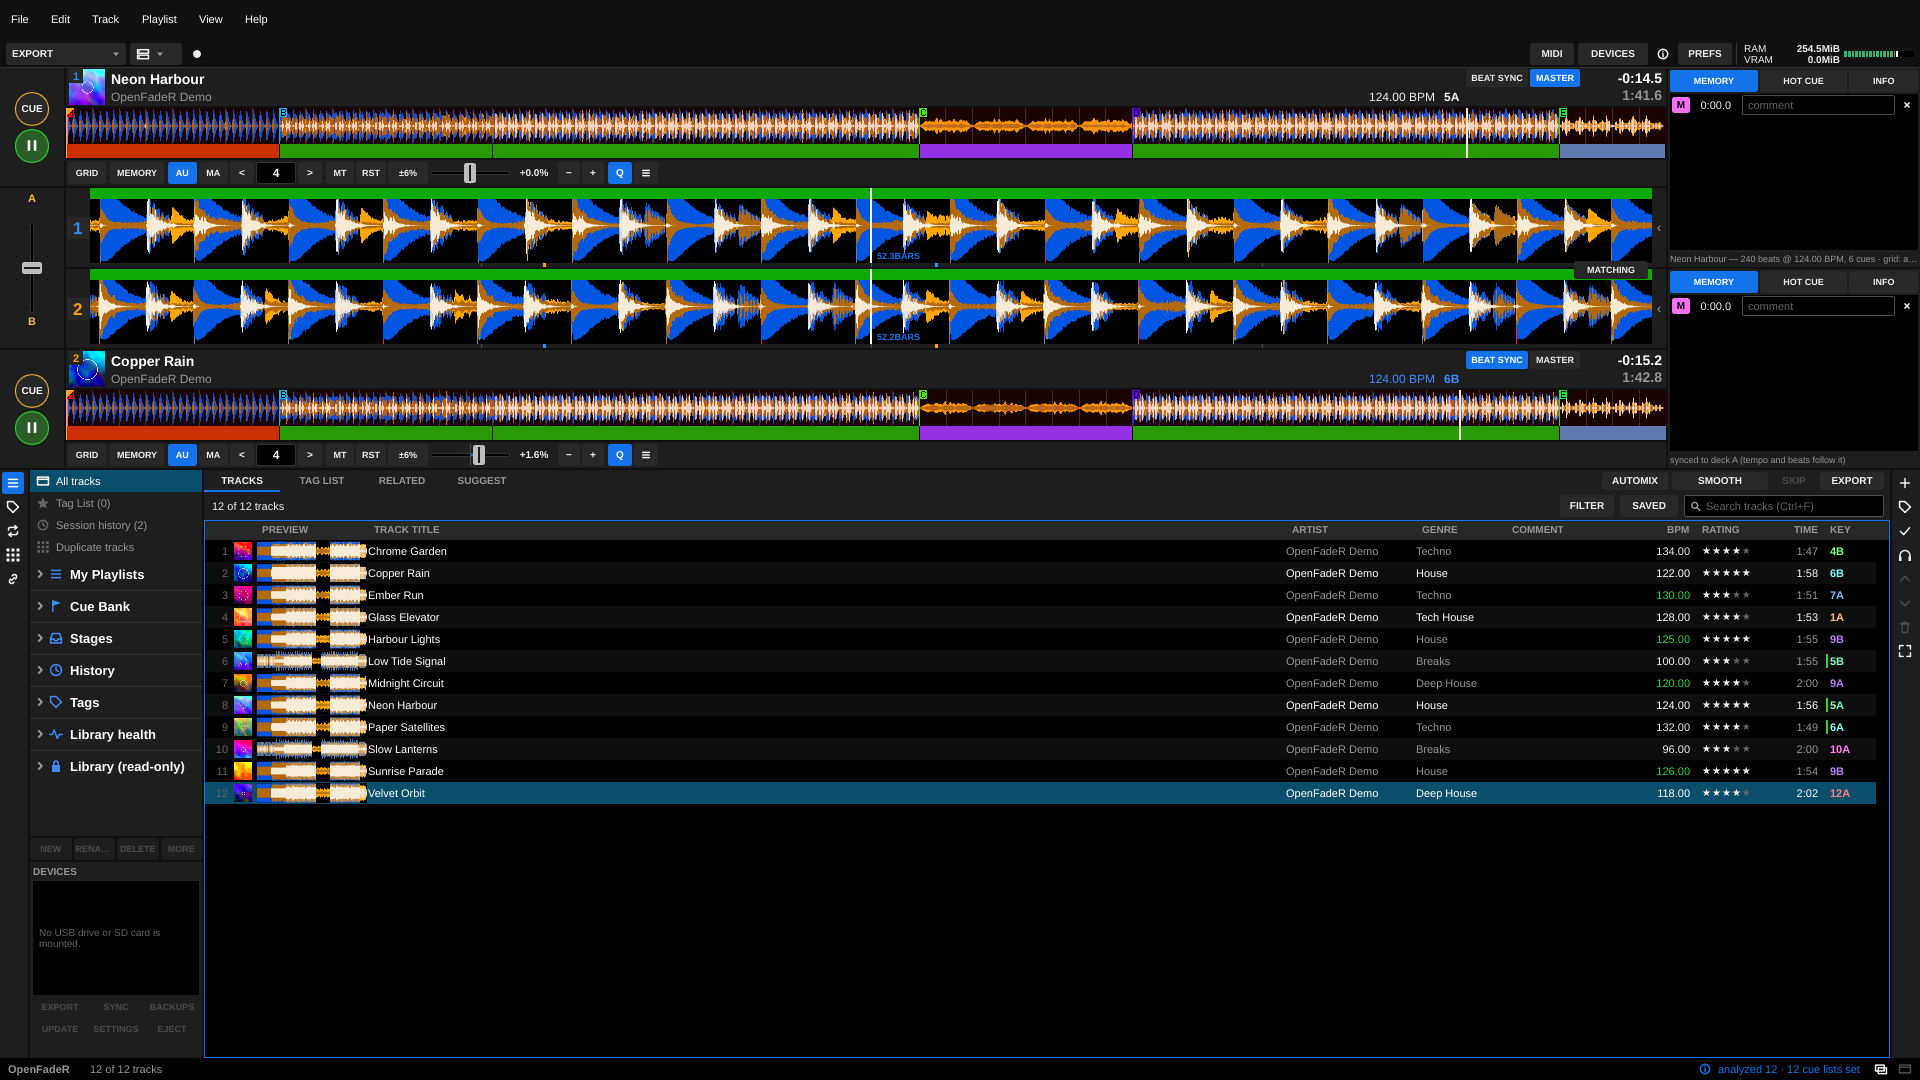 File Edit Track Playlist View Help
EXPORT MIDI DEVICES PREFS RAM 254.5MiB
VRAM 0.0MiB
1 Neon Harbour BEAT SYNC MASTER -0:14.5 MEMORY HOT CUE INFO
OpenFadeR Demo 124.00 BPM 5A 1:41.6
CUE M 0:00.0 comment ×
B C D E
GRID MEMORY AU MA < 4 > MT RST ±6% +0.0% − + Q
A
1
52.3BARS
Neon Harbour — 240 beats @ 124.00 BPM, 6 cues · grid: a...
MATCHING
MEMORY HOT CUE INFO
2 M 0:00.0 comment ×
B
52.2BARS
2 Copper Rain BEAT SYNC MASTER -0:15.2
OpenFadeR Demo 124.00 BPM 6B 1:42.8
CUE
B C D E
GRID MEMORY AU MA < 4 > MT RST ±6% +1.6% − + Q
synced to deck A (tempo and beats follow it)
All tracks
Tag List (0)
Session history (2)
Duplicate tracks
My Playlists
Cue Bank
Stages
History
Tags
Library health
Library (read-only)
NEW RENA... DELETE MORE
DEVICES
No USB drive or SD card is
mounted.
EXPORT SYNC BACKUPS
UPDATE SETTINGS EJECT
TRACKS TAG LIST RELATED SUGGEST AUTOMIX SMOOTH SKIP EXPORT
12 of 12 tracks FILTER SAVED Search tracks (Ctrl+F)
PREVIEW TRACK TITLE ARTIST GENRE COMMENT BPM RATING TIME KEY
1 Chrome Garden OpenFadeR Demo Techno 134.00 ★★★★★ 1:47 4B
2 Copper Rain OpenFadeR Demo House 122.00 ★★★★★ 1:58 6B
3 Ember Run OpenFadeR Demo Techno 130.00 ★★★★★ 1:51 7A
4 Glass Elevator OpenFadeR Demo Tech House 128.00 ★★★★★ 1:53 1A
5 Harbour Lights OpenFadeR Demo House 125.00 ★★★★★ 1:55 9B
6 Low Tide Signal OpenFadeR Demo Breaks 100.00 ★★★★★ 1:55 5B
7 Midnight Circuit OpenFadeR Demo Deep House 120.00 ★★★★★ 2:00 9A
8 Neon Harbour OpenFadeR Demo House 124.00 ★★★★★ 1:56 5A
9 Paper Satellites OpenFadeR Demo Techno 132.00 ★★★★★ 1:49 6A
10 Slow Lanterns OpenFadeR Demo Breaks 96.00 ★★★★★ 2:00 10A
11 Sunrise Parade OpenFadeR Demo House 126.00 ★★★★★ 1:54 9B
12 Velvet Orbit OpenFadeR Demo Deep House 118.00 ★★★★★ 2:02 12A
OpenFadeR 12 of 12 tracks analyzed 12 · 12 cue lists set